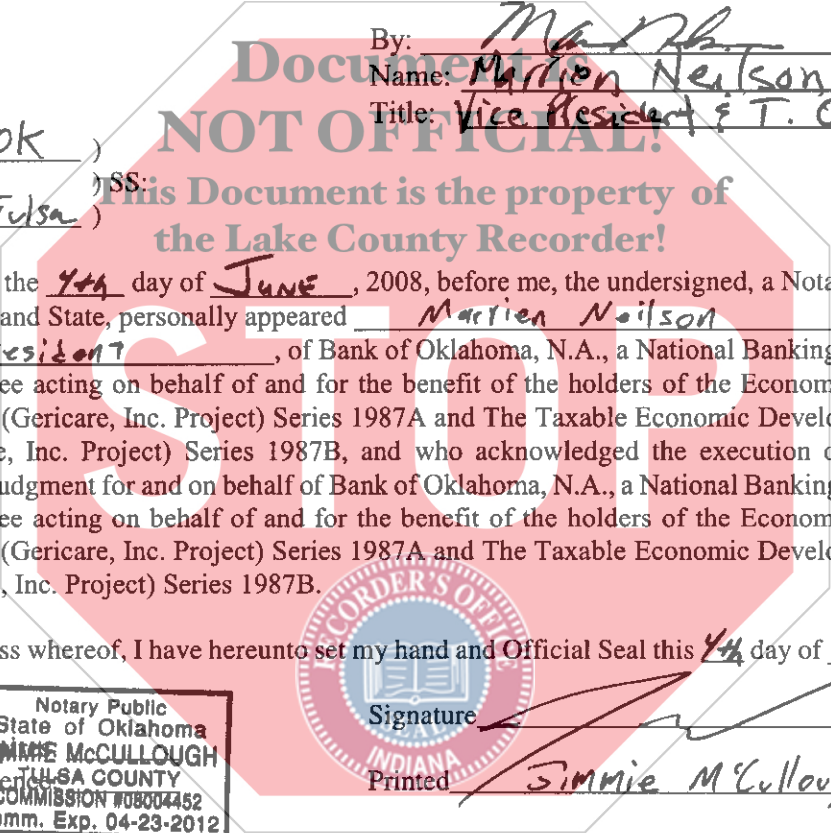 By:
Name: Marrien Neilson
Title: Vice President & T. O
Document is
NOT OFFICIAL!
This Document is the property of
the Lake County Recorder!
OK )
) SS:
Tulsa )
the 4th day of JUNE, 2008, before me, the undersigned, a Nota
and State, personally appeared Marrien Neilson
esident, of Bank of Oklahoma, N.A., a National Banking
ee acting on behalf of and for the benefit of the holders of the Econom
(Gericare, Inc. Project) Series 1987A and The Taxable Economic Develo
e, Inc. Project) Series 1987B, and who acknowledged the execution o
udgment for and on behalf of Bank of Oklahoma, N.A., a National Banking
ee acting on behalf of and for the benefit of the holders of the Econom
(Gericare, Inc. Project) Series 1987A and The Taxable Economic Develo
, Inc. Project) Series 1987B.
STOP
ss whereof, I have hereunto set my hand and Official Seal this 4th day of
RECORDER'S OFFICE
SEAL
INDIANA
Notary Public
State of Oklahoma
JIMMIE McCULLOUGH
TULSA COUNTY
COMMISSION #08004452
omm. Exp. 04-23-2012
Signature
Printed Jimmie McCullou